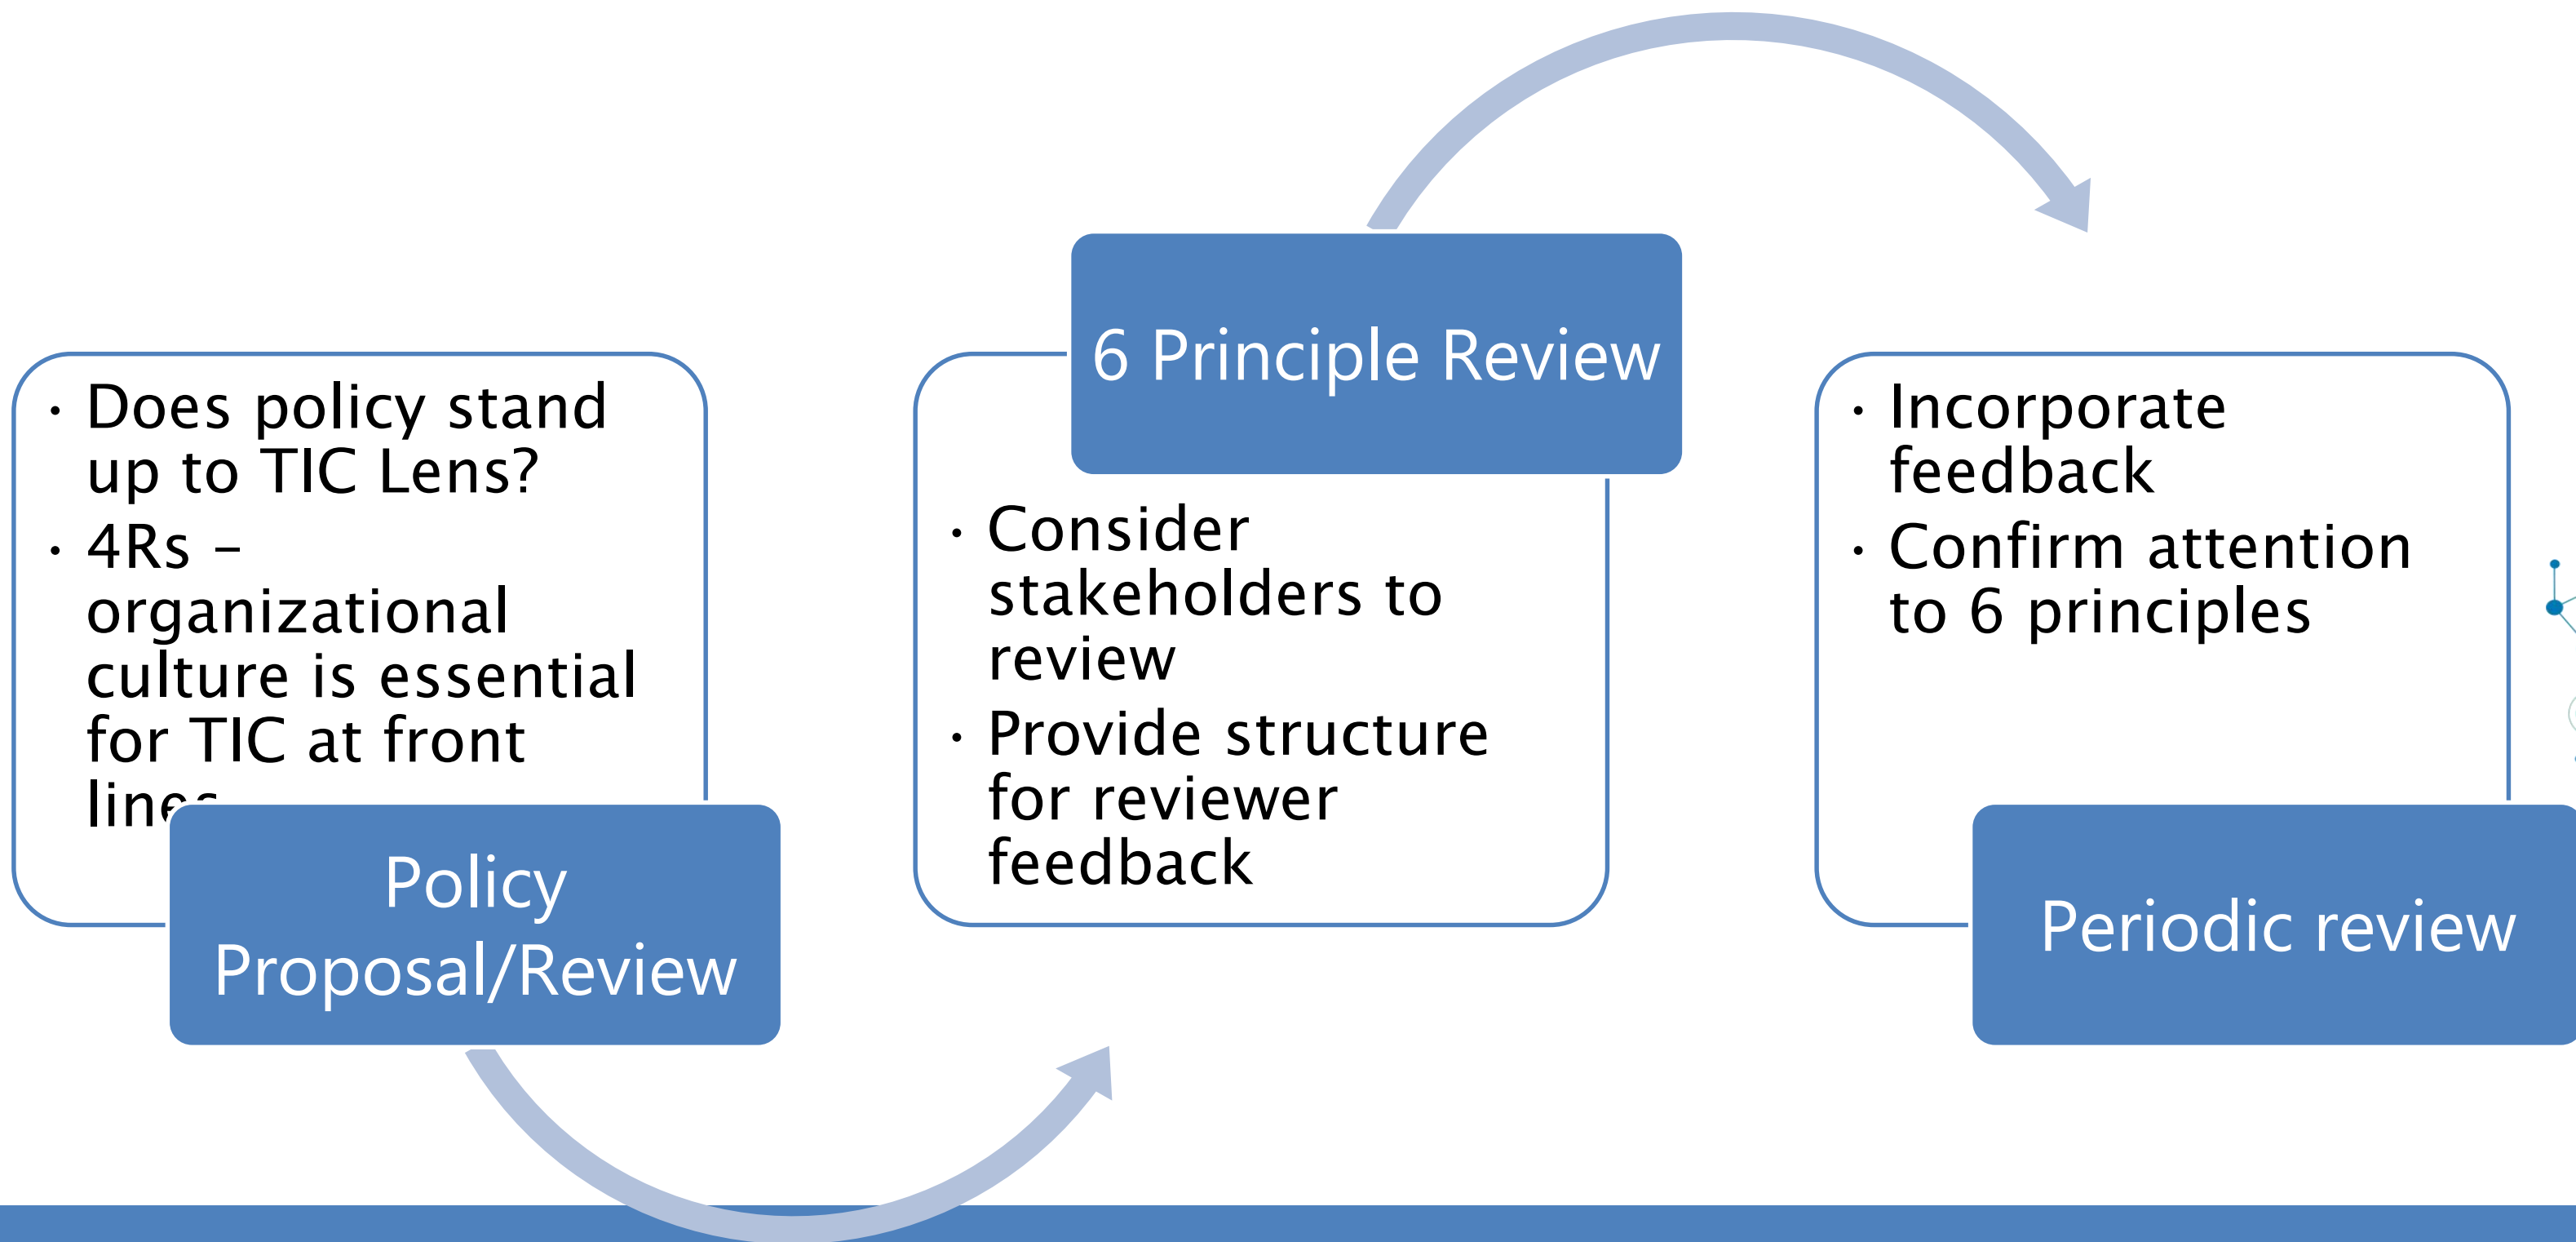 · Does policy stand
up to TIC Lens?
· 4Rs –
organizational
culture is essential
for TIC at front
lines
Policy
Proposal/Review
6 Principle Review
· Consider
stakeholders to
review
· Provide structure
for reviewer
feedback
· Incorporate
feedback
· Confirm attention
to 6 principles
Periodic review